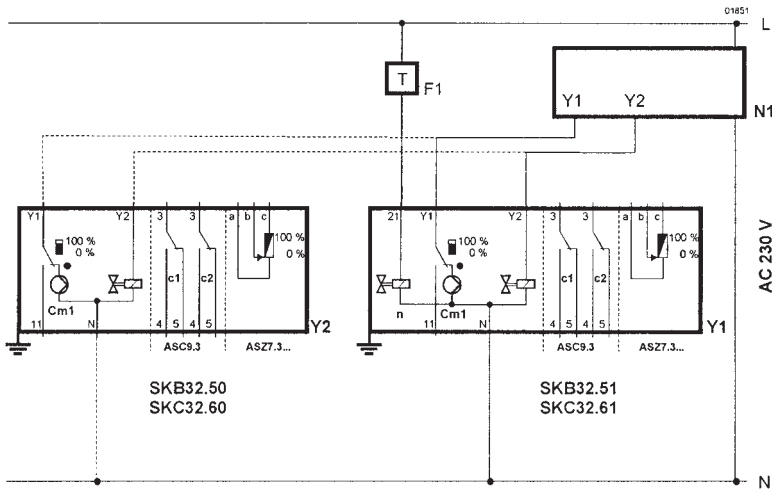 01851
L
T
F1
Y1 Y2
N1
Y1 Y2 3 3 a b c
21 Y1 Y2 3 3 a b c
100 %
0 %
100 %
0 %
100 %
0 %
100 %
0 %
c1 c2
c1 c2
Cm1
n Cm1
AC 230 V
11 N 4 5 4 5
Y2
11 N 4 5 4 5
Y1
ASC9.3 ASZ7.3...
ASC9.3 ASZ7.3...
SKB32.50
SKC32.60
SKB32.51
SKC32.61
N